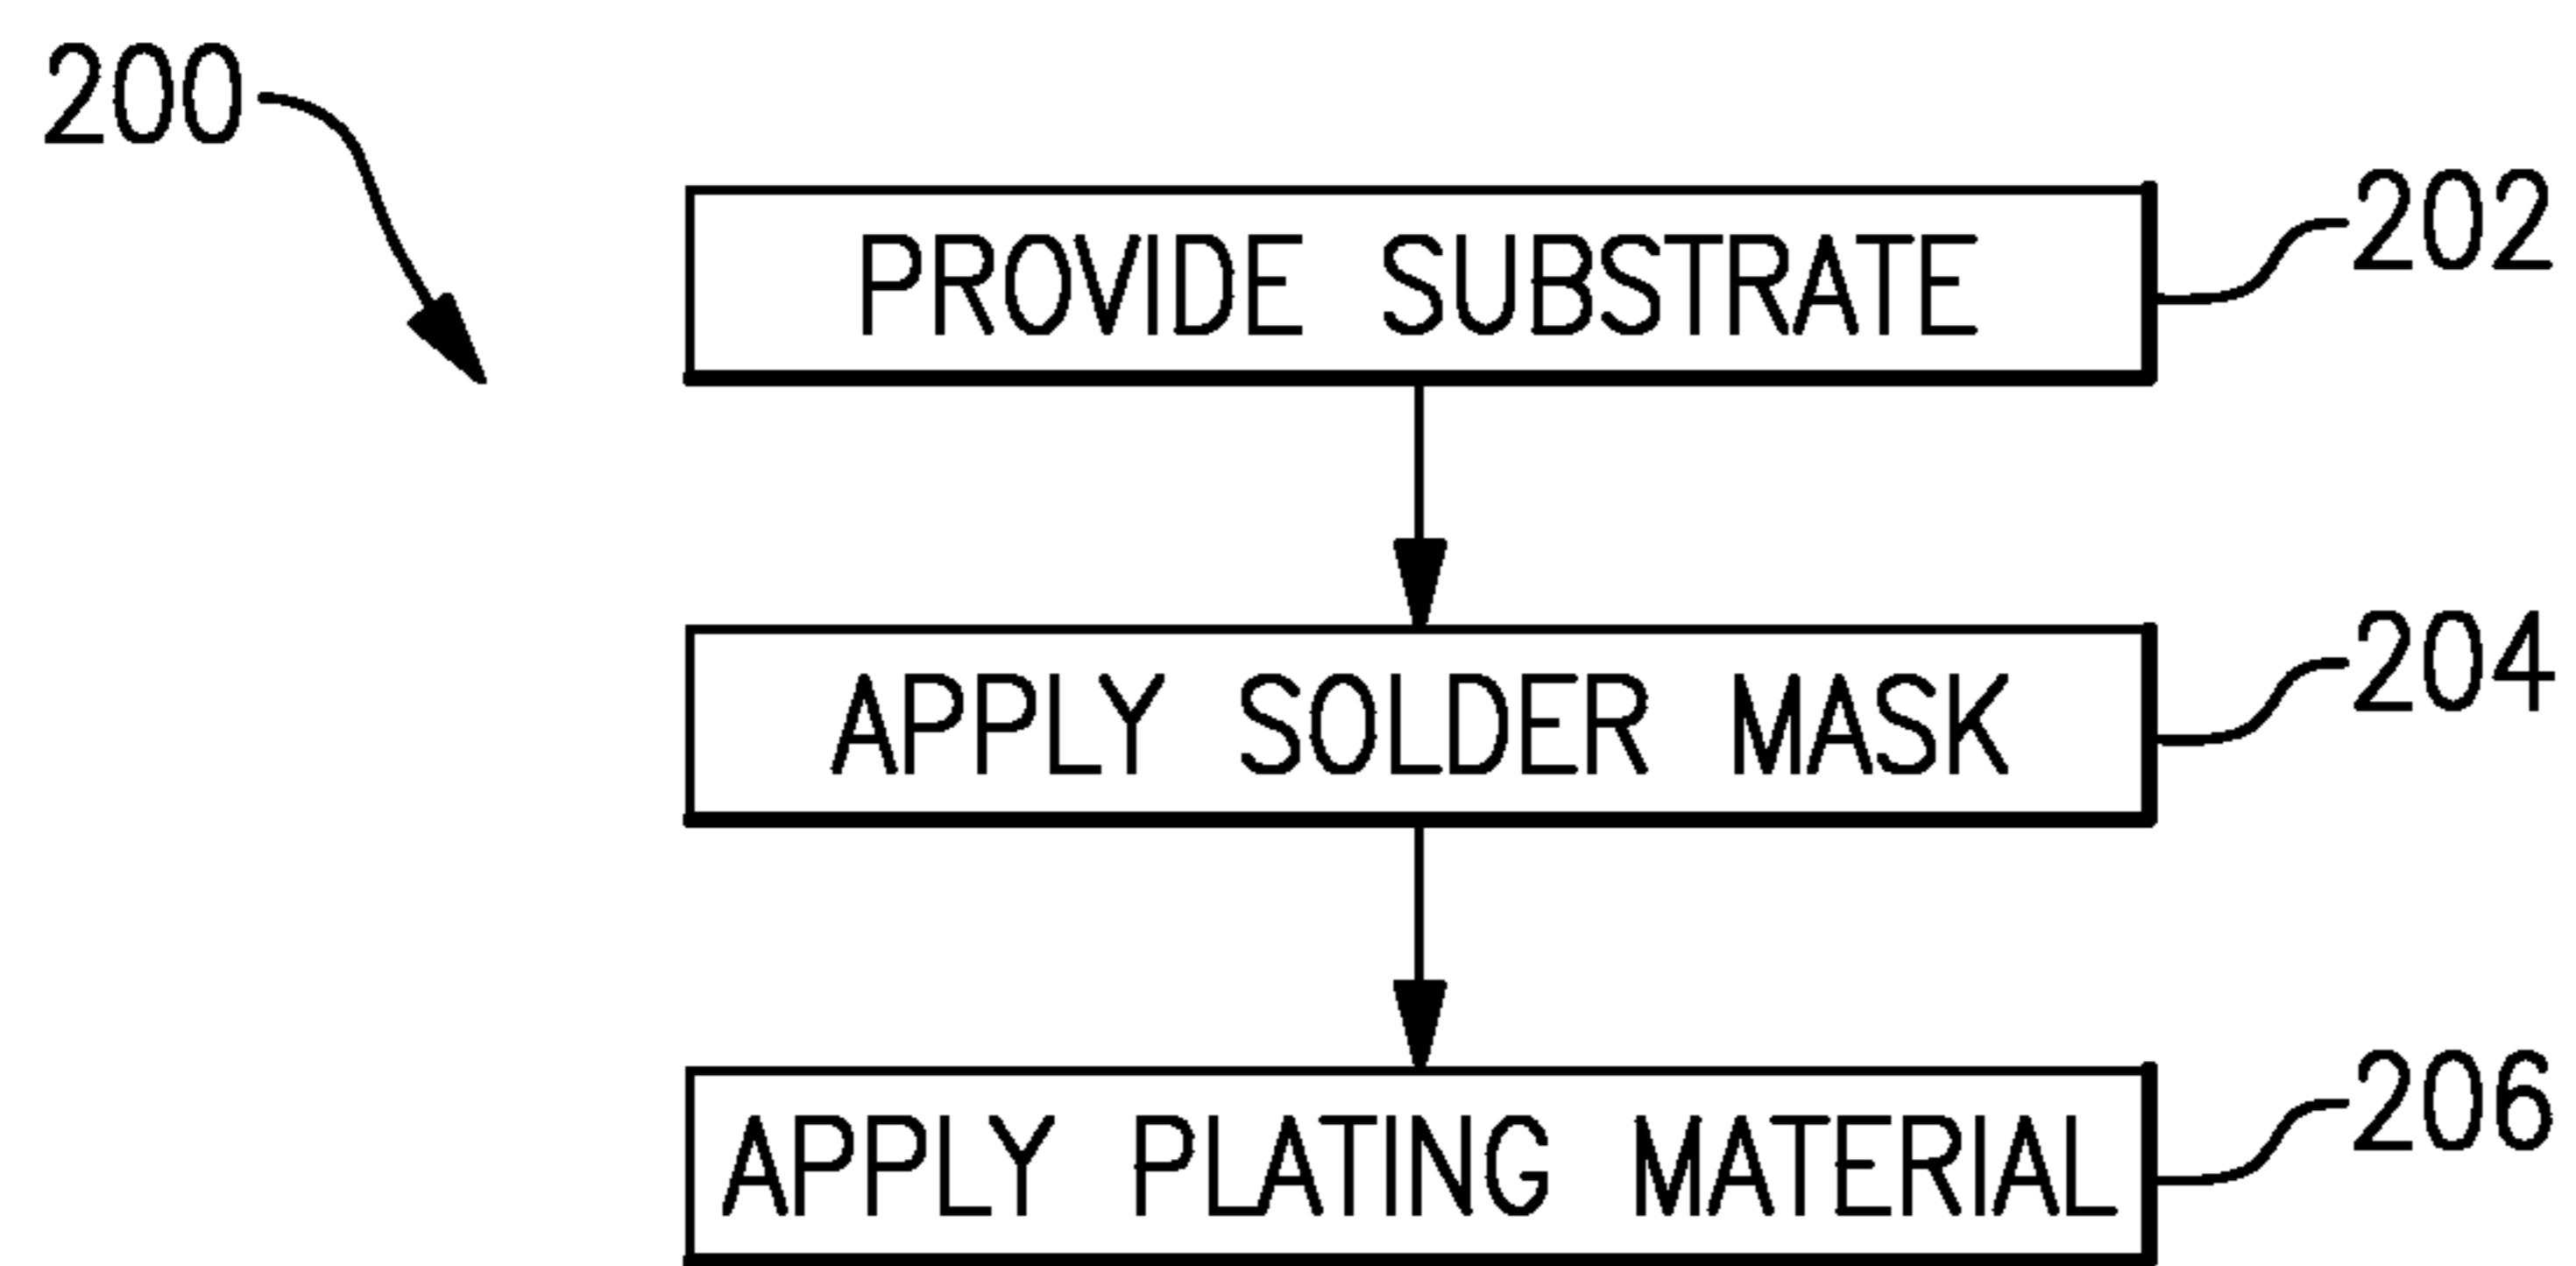 200
PROVIDE SUBSTRATE
202
APPLY SOLDER MASK
204
APPLY PLATING MATERIAL
206